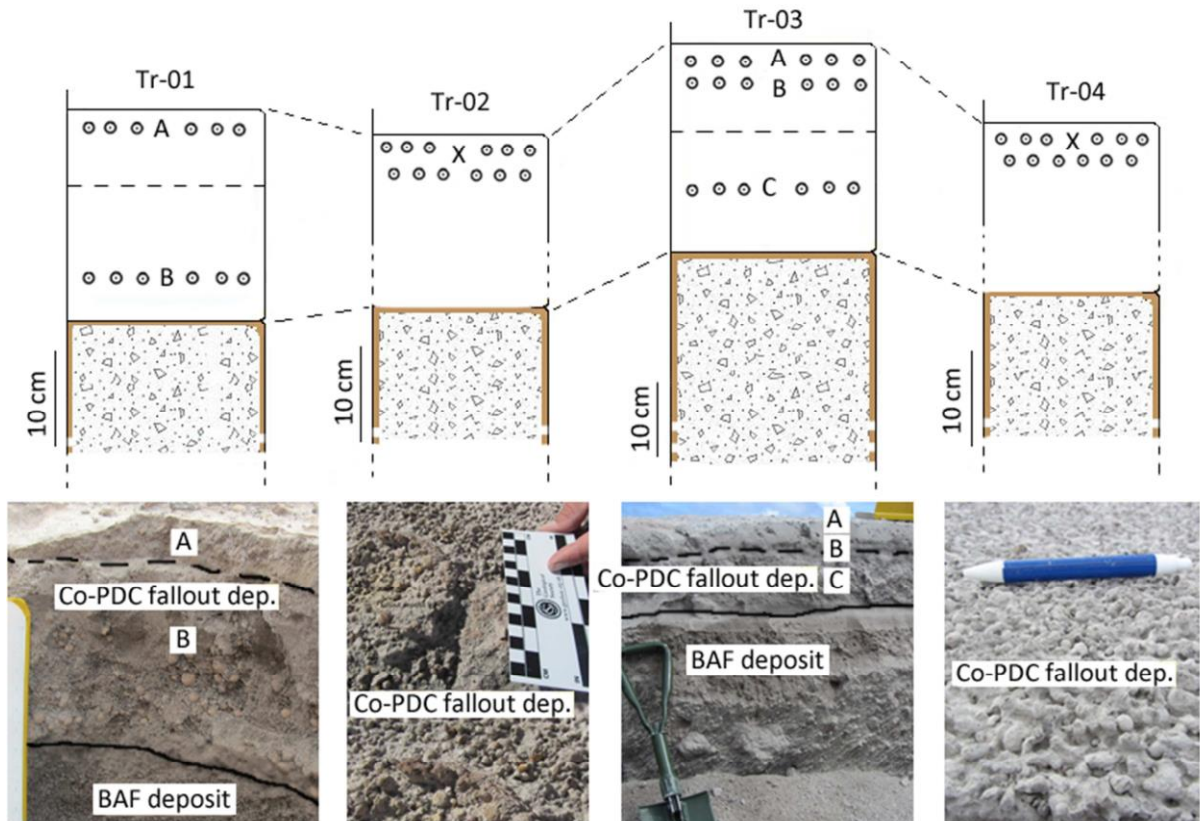 Tr-01
Tr-02
Tr-03
Tr-04
A
B
X
A
B
C
X
10 cm
10 cm
10 cm
10 cm
A
Co-PDC fallout dep.
B
BAF deposit
Co-PDC fallout dep.
A
B
Co-PDC fallout dep.
C
BAF deposit
Co-PDC fallout dep.